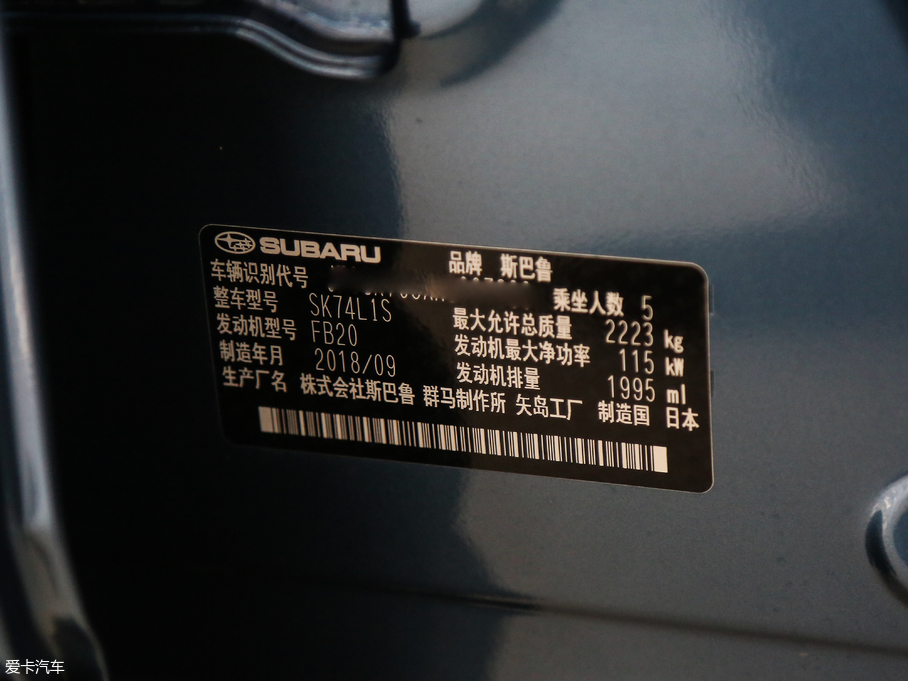 SUBARU 品牌 斯巴鲁
车辆识别代号 乘坐人数 5
整车型号 SK74L1S 最大允许总质量 2223 kg
发动机型号 FB20 发动机最大净功率 115 kW
制造年月 2018/09 发动机排量 1995 ml
生产厂名 株式会社斯巴鲁 群马制作所 矢岛工厂 制造国 日本
爱卡汽车